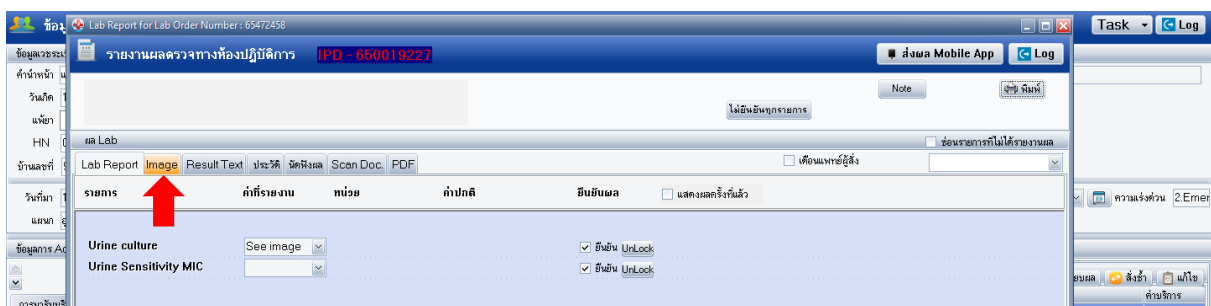 ข้อมู
Lab Report for Lab Order Number : 65472458
Task
Log
ข้อมูลเวชระเบี
รายงานผลตรวจทางห้องปฏิบัติการ IPD - 650019227
ส่งผล Mobile App
Log
คำนำหน้า
วันเกิด
แพ้ยา
HN
บ้านเลขที่
Note
พิมพ์
ไม่ยืนยันทุกรายการ
ผล Lab
ซ่อนรายการที่ไม่ได้รายงานผล
Lab Report Image Result Text ประวัติ นัดฟังผล Scan Doc. PDF
เตือนแพทย์ผู้สั่ง
วันที่มา
แผนก
รายการ ค่าที่รายงาน หน่วย ค่าปกติ ยืนยันผล แสดงผลครั้งที่แล้ว
ความเร่งด่วน 2.Emer
ข้อมูลการ Ad
Urine culture See image ยืนยัน UnLock
Urine Sensitivity MIC ยืนยัน UnLock
สั่งซ้ำ แก้ไข
ค่าบริการ